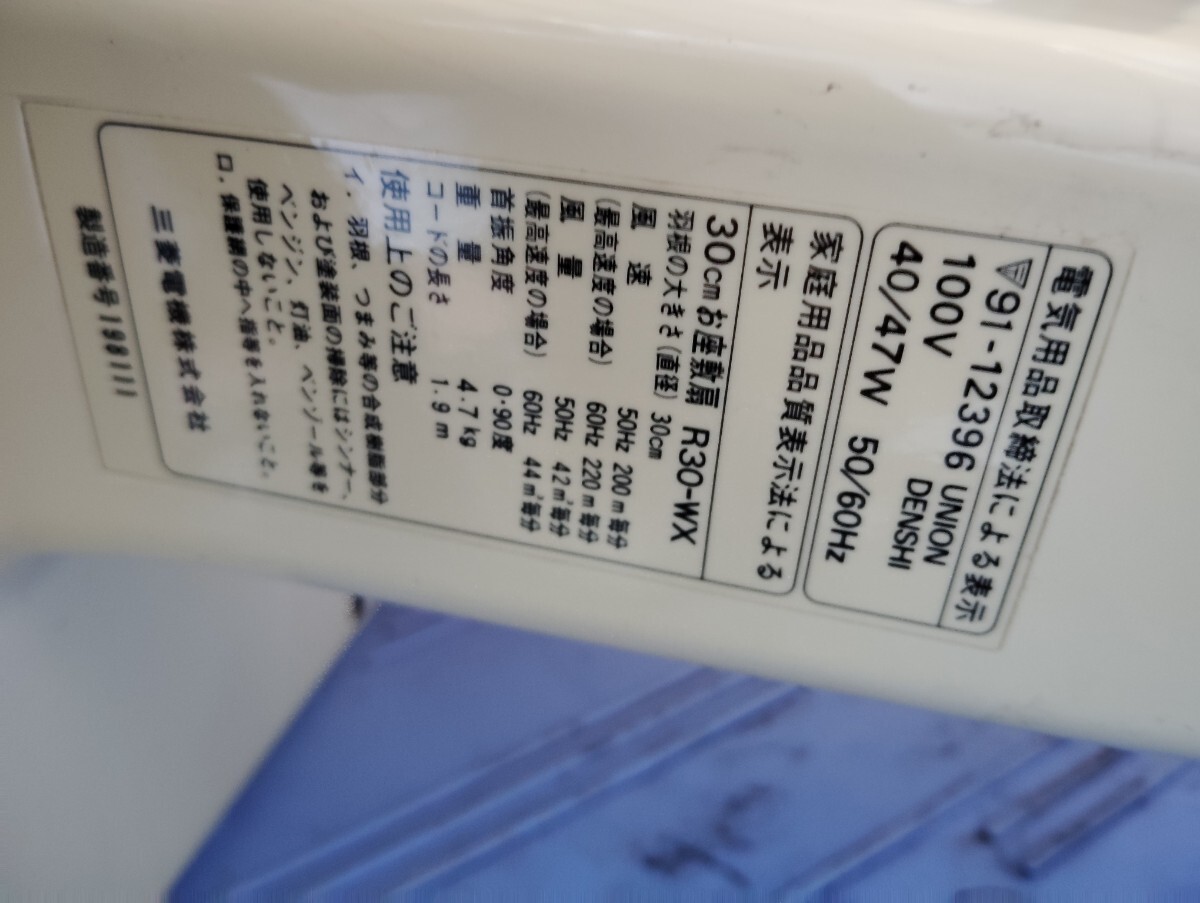 電気用品取締法による表示
▽91-12396 UNION DENSHI
100V
40/47W 50/60Hz
家庭用品品質表示法による
表示
30cmお座敷扇 R30-WX
羽根の大きさ(直径) 30cm
風速 50Hz 200m毎分
(最高速度の場合) 60Hz 220m毎分
風量 50Hz 42m³毎分
(最高速度の場合) 60Hz 44m³毎分
首振角度 0・90度
重量 4.7kg
コードの長さ 1.9m
使用上のご注意
イ．羽根、つまみ等の合成樹脂部分
および塗装面の掃除にはシンナー、
ベンジン、灯油、ベンゾール等を
使用しないこと。
ロ．保護網の中へ指等を入れないこと。
三菱電機株式会社
製造番号198111